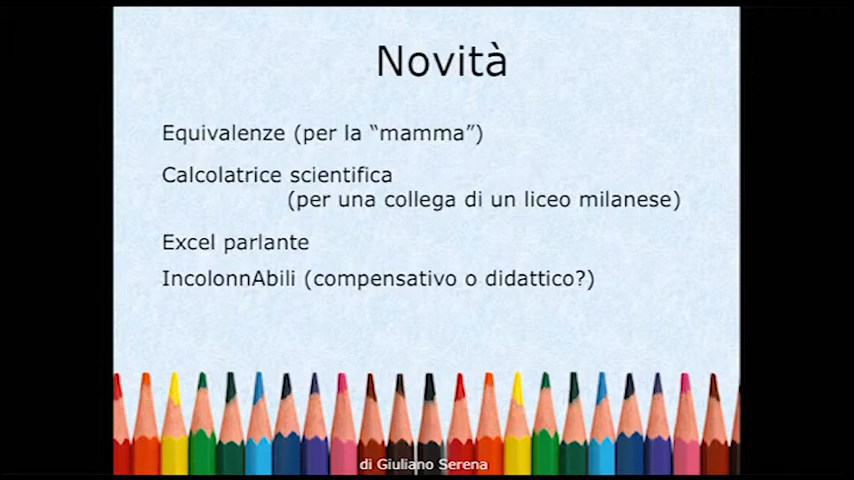 Novità
Equivalenze (per la “mamma”)
Calcolatrice scientifica
(per una collega di un liceo milanese)
Excel parlante
IncolonnAbili (compensativo o didattico?)
di Giuliano Serena